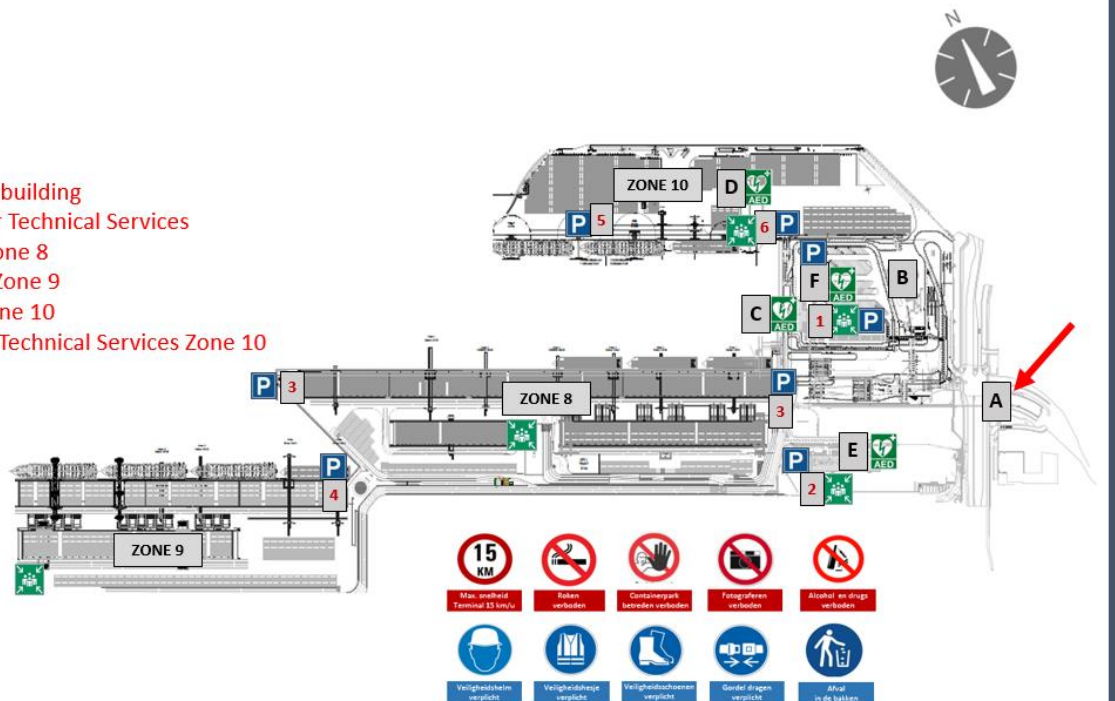 N
building
Technical Services
Zone 8
Zone 9
Zone 10
Technical Services Zone 10
ZONE 10
D
AED
P
5
6
P
P
F
AED
B
C
AED
1
P
A
P
3
ZONE 8
P
3
E
AED
P
2
P
4
ZONE 9
15
KM
Max. snelheid
Terminal 15 km/u
Roken
verboden
Containerpark
betreden verboden
Fotograferen
verboden
Alcohol en drugs
verboden
Veiligheidshelm
verplicht
Veiligheidshesje
verplicht
Veiligheidsschoenen
verplicht
Gordel dragen
verplicht
Afval
in de bakken